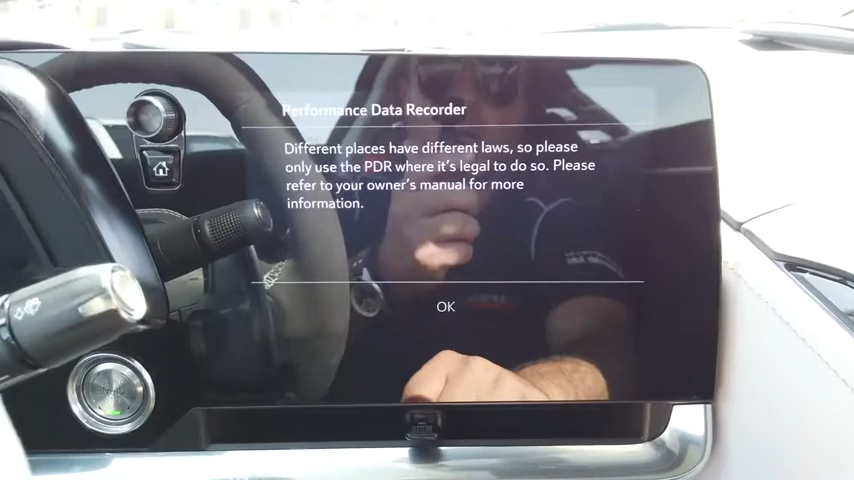 Performance Data Recorder
Different places have different laws, so please
only use the PDR where it's legal to do so. Please
refer to your owner's manual for more
information.
OK